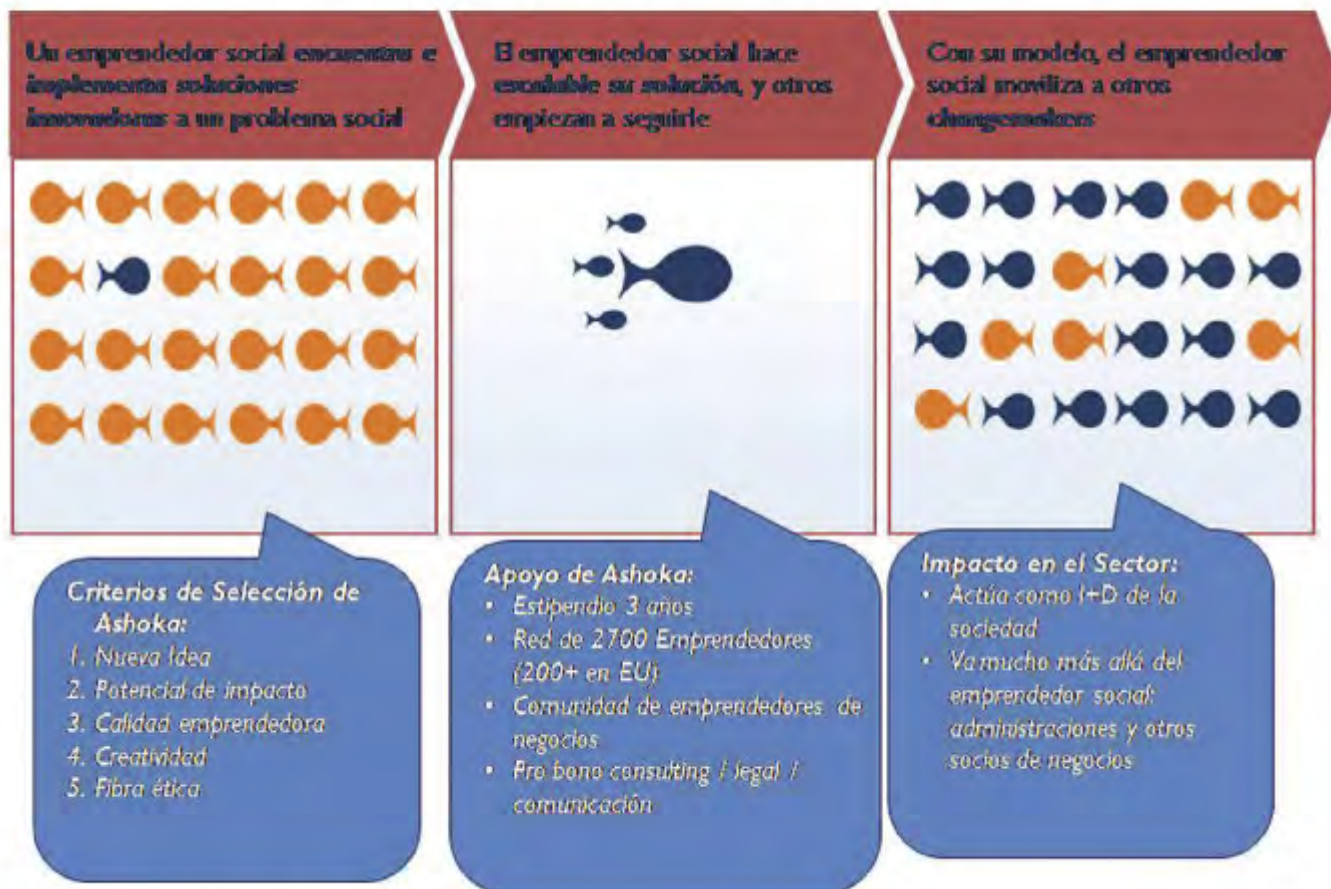 Un emprendedor social encuentra e
implementa soluciones
innovadoras a un problema social
El emprendedor social hace
escalable su solución, y otros
empiezan a seguirle
Con su modelo, el emprendedor
social moviliza a otros
changemakers
Criterios de Selección de
Ashoka:
1. Nueva Idea
2. Potencial de impacto
3. Calidad emprendedora
4. Creatividad
5. Fibra ética
Apoyo de Ashoka:
• Estipendio 3 años
• Red de 2700 Emprendedores
(200+ en EU)
• Comunidad de emprendedores de
negocios
• Pro bono consulting / legal /
comunicación
Impacto en el Sector:
• Actúa como I+D de la
sociedad
• Va mucho más allá del
emprendedor social:
administraciones y otros
socios de negocios